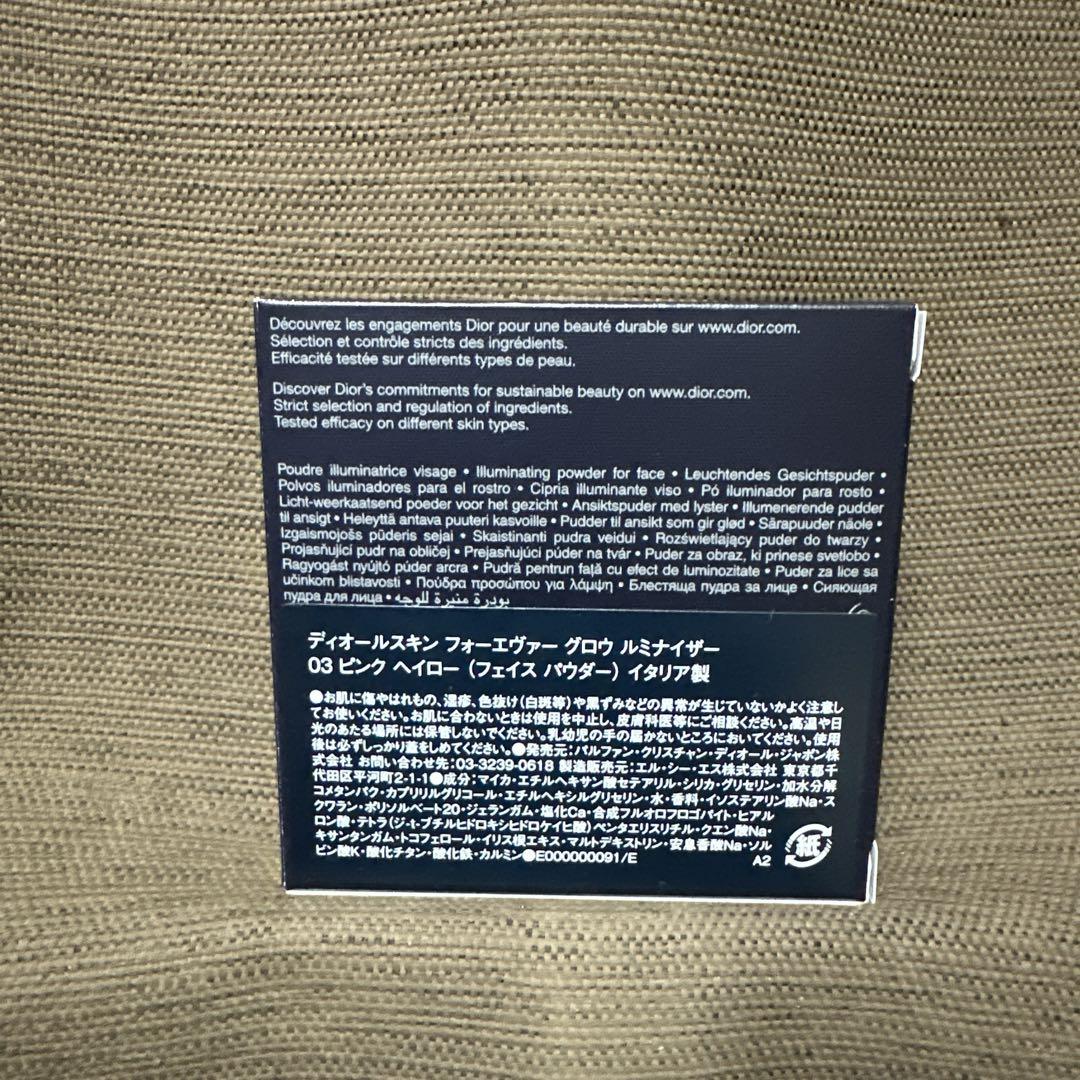 Découvrez les engagements Dior pour une beauté durable sur www.dior.com.
Sélection et contrôle stricts des ingrédients.
Efficacité testée sur différents types de peau.
Discover Dior's commitments for sustainable beauty on www.dior.com.
Strict selection and regulation of ingredients.
Tested efficacy on different skin types.
Poudre illuminatrice visage • Illuminating powder for face • Leuchtendes Gesichtspuder •
Polvos iluminadores para el rostro • Cipria illuminante viso • Pó iluminador para rosto •
Licht-weerkaatsend poeder voor het gezicht • Ansiktspuder med lyster • Illumenerende pudder
til ansigt • Heleyttä antava puuteri kasvoille • Pudder til ansikt som gir glød • Särapuuder näole •
Izgaismojošs pūderis sejai • Skaistinanti pudra veidui • Rozświetlający puder do twarzy •
Projasňující pudr na obličej • Prejasňujúci púder na tvár • Puder za obraz, ki prinese svetlobo •
Ragyogást nyújtó púder arcra • Pudră pentrun față cu efect de luminozitate • Puder za lice sa
učinkom blistavosti • Πούδρα προσώπου για λάμψη • Блестяща пудра за лице • Сияющая
пудра для лица • بودرة منيرة للوجه
ディオールスキン フォーエヴァー グロウ ルミナイザー
03 ピンク ヘイロー（フェイス パウダー）イタリア製
●お肌に傷やはれもの、湿疹、色抜け（白斑等）や黒ずみなどの異常が生じていないかよく注意し
てお使いください。お肌に合わないときは使用を中止し、皮膚科医等にご相談ください。高温や日
光のあたる場所には保管しないでください。乳幼児の手の届かないところにおいてください。使用
後は必ずしっかり蓋をしめてください。●発売元：パルファン・クリスチャン・ディオール・ジャポン株
式会社 お問い合わせ先：03-3239-0618 製造販売元：エル・シー・エス株式会社 東京都千
代田区平河町2-1-1●成分：マイカ・エチルヘキサン酸セテアリル・シリカ・グリセリン・加水分解
コメタンパク・カプリリルグリコール・エチルヘキシルグリセリン・水・香料・イソステアリン酸Na・ス
クワラン・ポリソルベート20・ジェランガム・塩化Ca・合成フルオロフロゴパイト・ヒアル
ロン酸・テトラ（ジ-t-ブチルヒドロキシヒドロケイヒ酸）ペンタエリスリチル・クエン酸Na・
キサンタンガム・トコフェロール・イリス根エキス・マルトデキストリン・安息香酸Na・ソル
ビン酸K・酸化チタン・酸化鉄・カルミン●E000000091/E
A2
紙